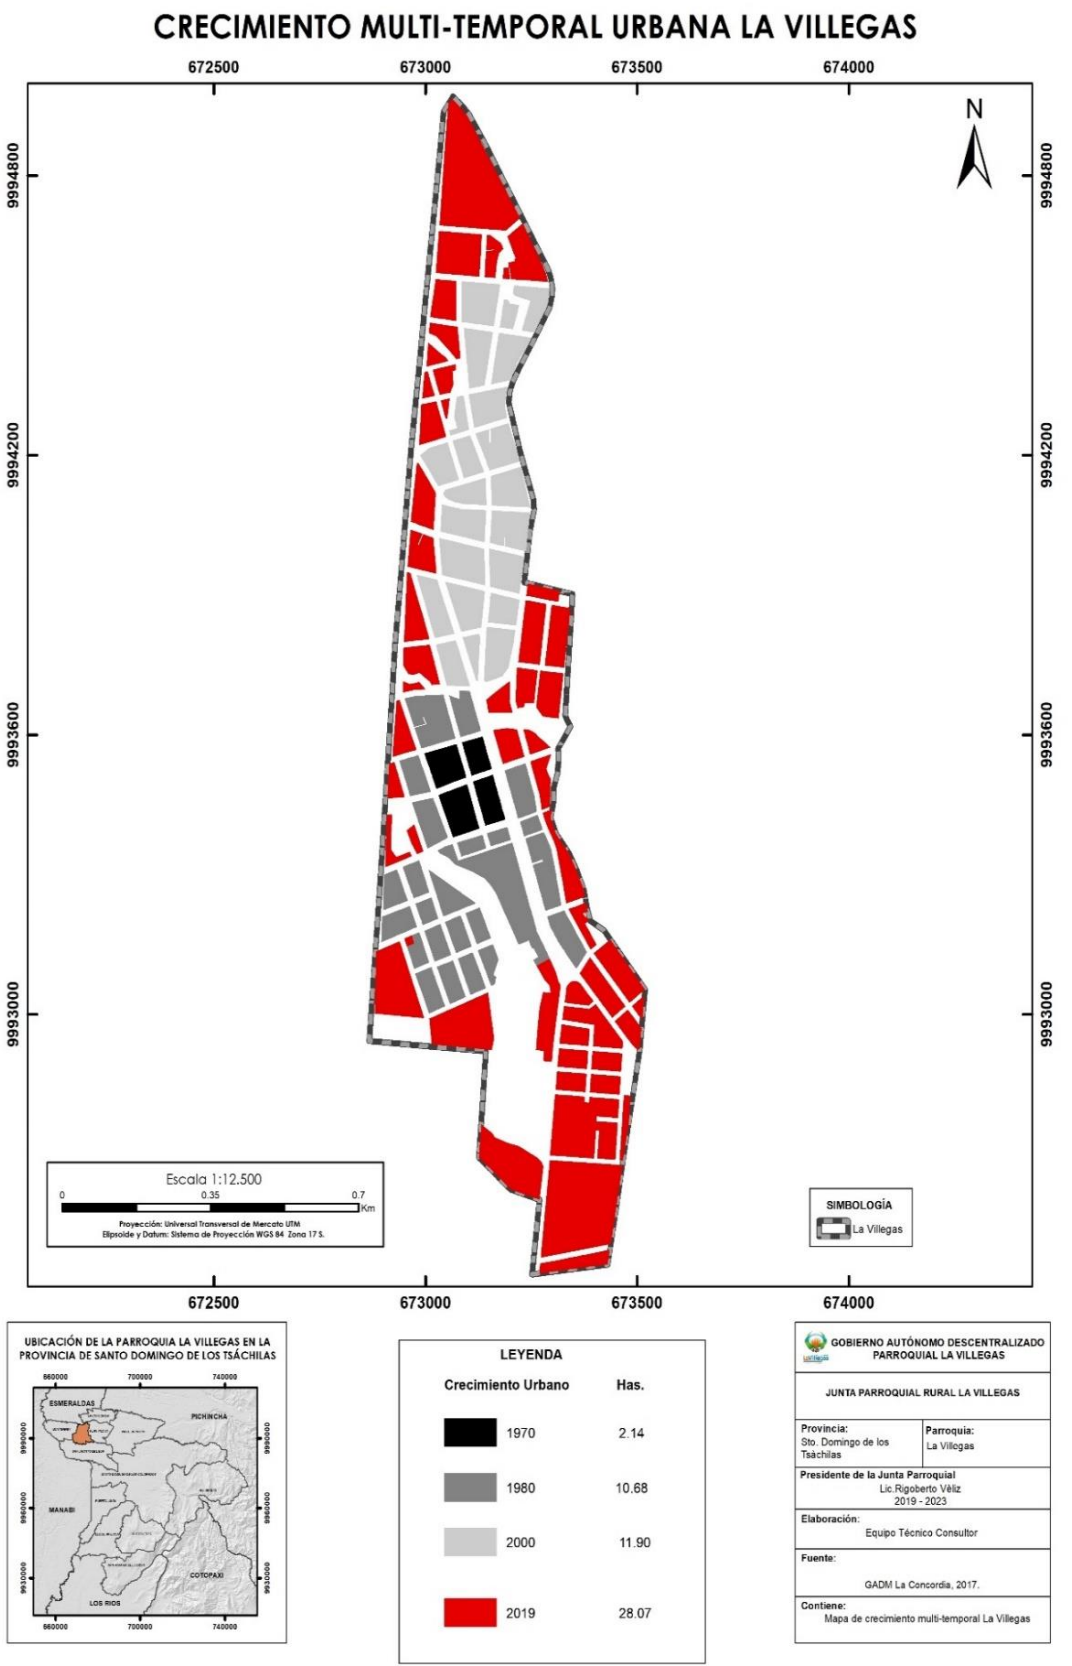 CRECIMIENTO MULTI-TEMPORAL URBANA LA VILLEGAS
672500 673000 673500 674000
N
9994800 9994800
9994200 9994200
9993600 9993600
9993000 9993000
Escala 1:12.500
0 0.35 0.7
Km
Proyección: Universal Transversal de Mercato UTM
Elipsoide y Datum: Sistema de Proyección WGS 84 Zona 17 S.
SIMBOLOGÍA
La Villegas
672500 673000 673500 674000
UBICACIÓN DE LA PARROQUIA LA VILLEGAS EN LA
PROVINCIA DE SANTO DOMINGO DE LOS TSÁCHILAS
660000 700000 740000
ESMERALDAS
PICHINCHA
9990000 9990000
MANABI
9960000 9960000
COTOPAXI
9930000 9930000
LOS RIOS
660000 700000 740000
LEYENDA
Crecimiento Urbano Has.
1970 2.14
1980 10.68
2000 11.90
2019 28.07
GOBIERNO AUTÓNOMO DESCENTRALIZADO
PARROQUIAL LA VILLEGAS
JUNTA PARROQUIAL RURAL LA VILLEGAS
Provincia:
Sto. Domingo de los
Tsáchilas
Parroquia:
La Villegas
Presidente de la Junta Parroquial
Lic.Rigoberto Vèliz
2019 - 2023
Elaboración:
Equipo Técnico Consultor
Fuente:
GADM La Concordia, 2017.
Contiene:
Mapa de crecimiento multi-temporal La Villegas